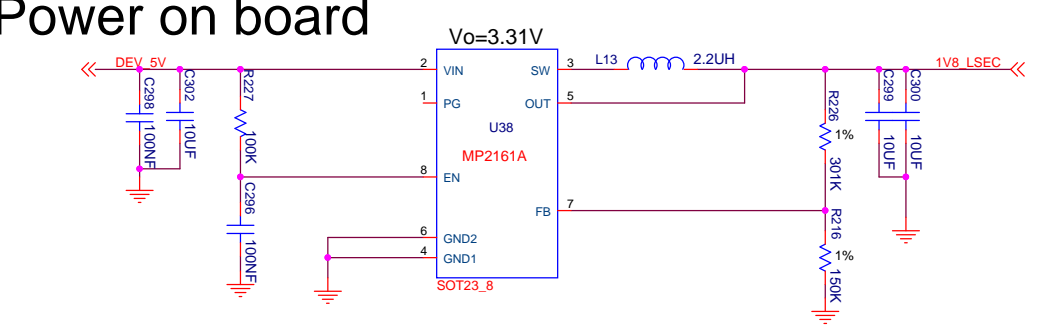 Power on board
Vo=3.31V
DEV_5V
2
VIN
SW
3
L13
2.2UH
1V8_LSEC
C298
100NF
C302
10UF
R227
100K
1
PG
OUT
5
U38
MP2161A
R226
1%
301K
C299
10UF
C300
10UF
8
EN
C296
100NF
FB
7
R216
1%
150K
6
GND2
4
GND1
SOT23_8